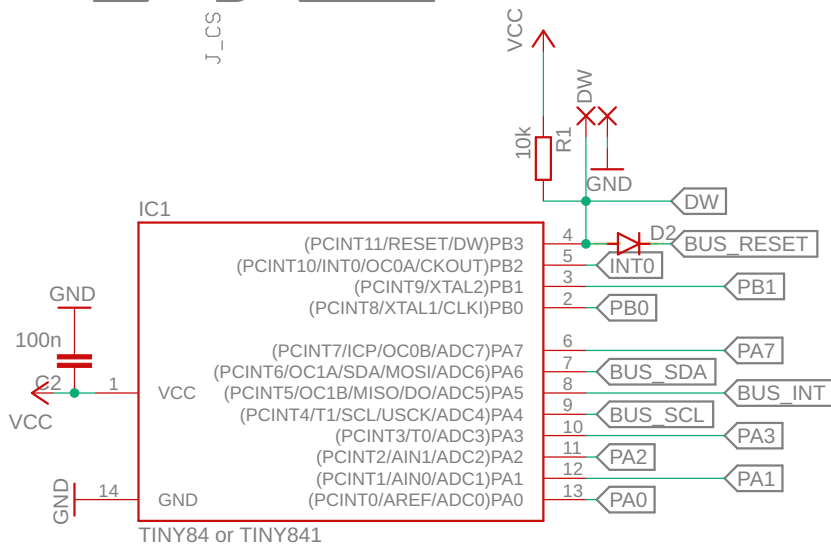 J_CS
VCC
DW
10k
R1
GND
DW
IC1
(PCINT11/RESET/DW)PB3
4
D2
BUS_RESET
(PCINT10/INT0/OC0A/CKOUT)PB2
5
INT0
(PCINT9/XTAL2)PB1
3
PB1
(PCINT8/XTAL1/CLKI)PB0
2
PB0
GND
100n
C2
VCC
1
VCC
(PCINT7/ICP/OC0B/ADC7)PA7
6
PA7
(PCINT6/OC1A/SDA/MOSI/ADC6)PA6
7
BUS_SDA
(PCINT5/OC1B/MISO/DO/ADC5)PA5
8
BUS_INT
(PCINT4/T1/SCL/USCK/ADC4)PA4
9
BUS_SCL
(PCINT3/T0/ADC3)PA3
10
PA3
(PCINT2/AIN1/ADC2)PA2
11
PA2
(PCINT1/AIN0/ADC1)PA1
12
PA1
GND
14
GND
(PCINT0/AREF/ADC0)PA0
13
PA0
TINY84 or TINY841